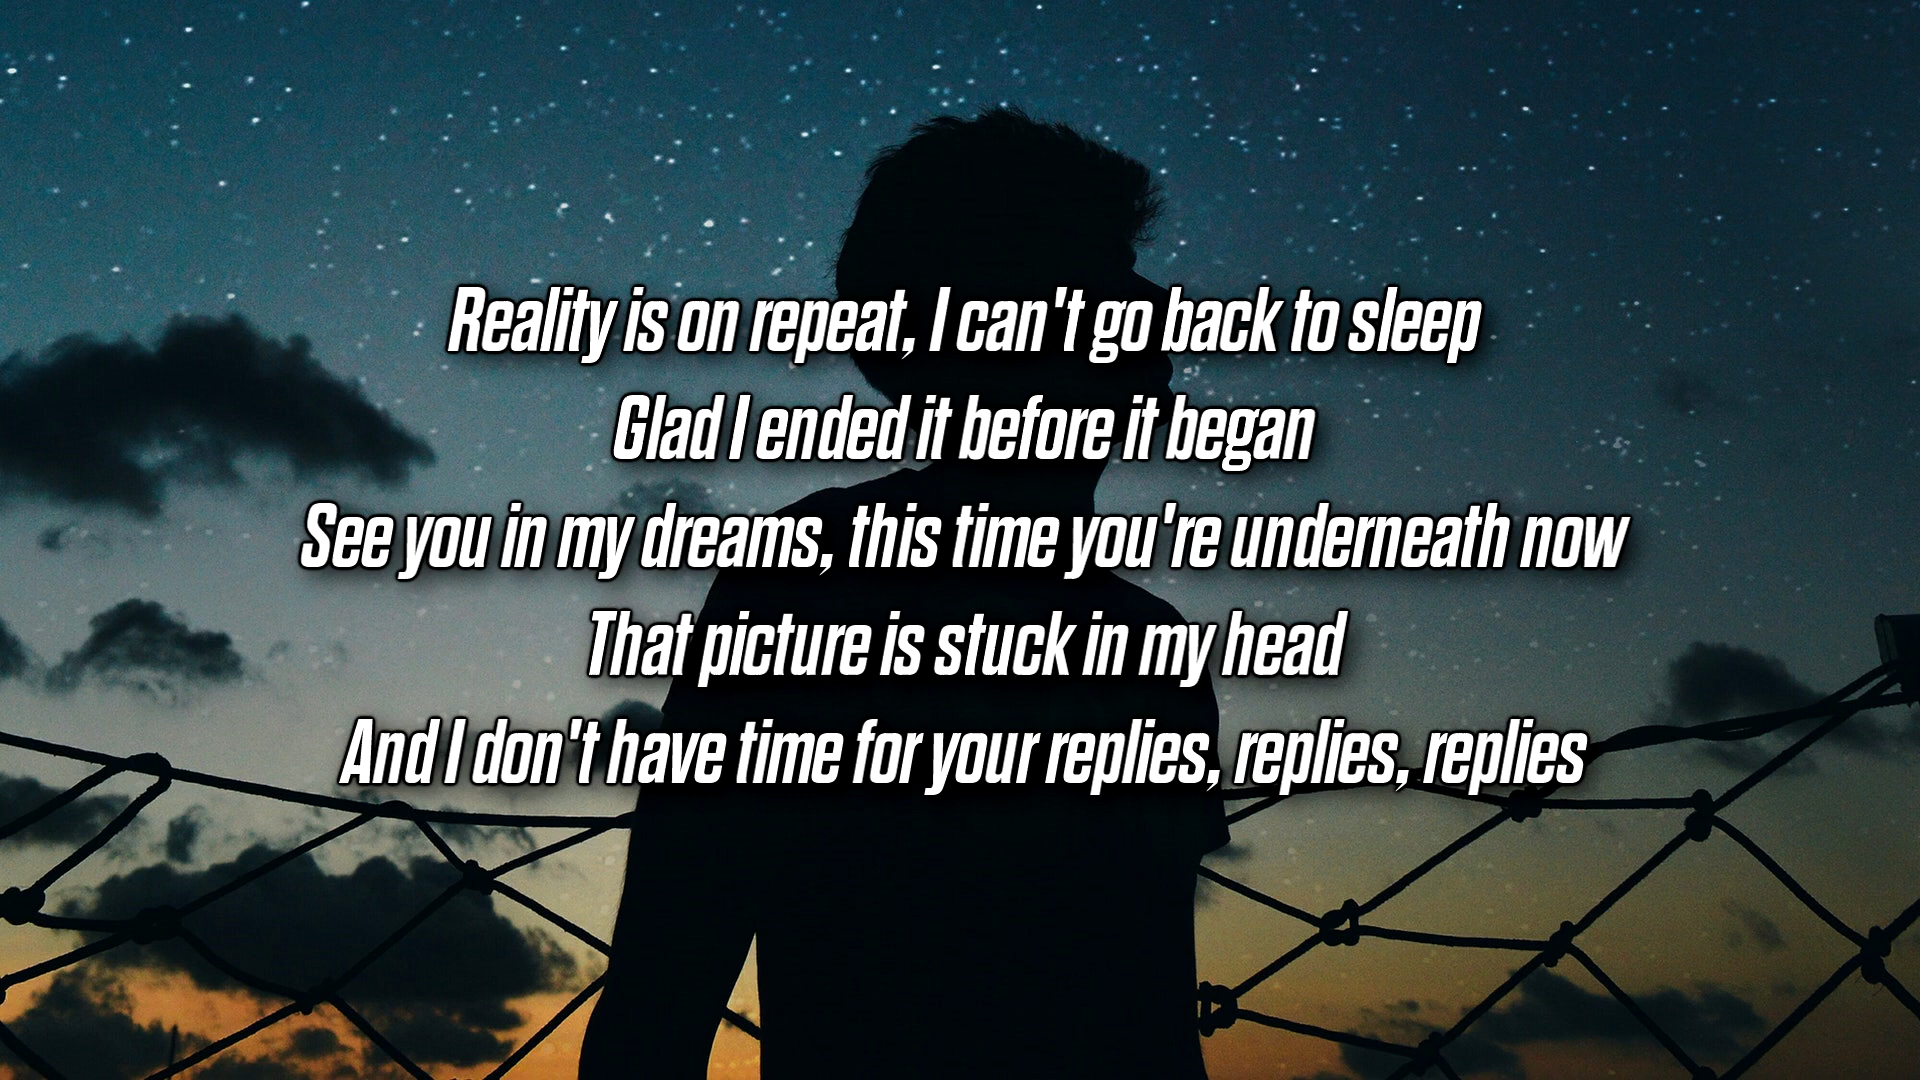 Reality is on repeat, I can't go back to sleep
Glad I ended it before it began
See you in my dreams, this time you're underneath now
That picture is stuck in my head
And I don't have time for your replies, replies, replies